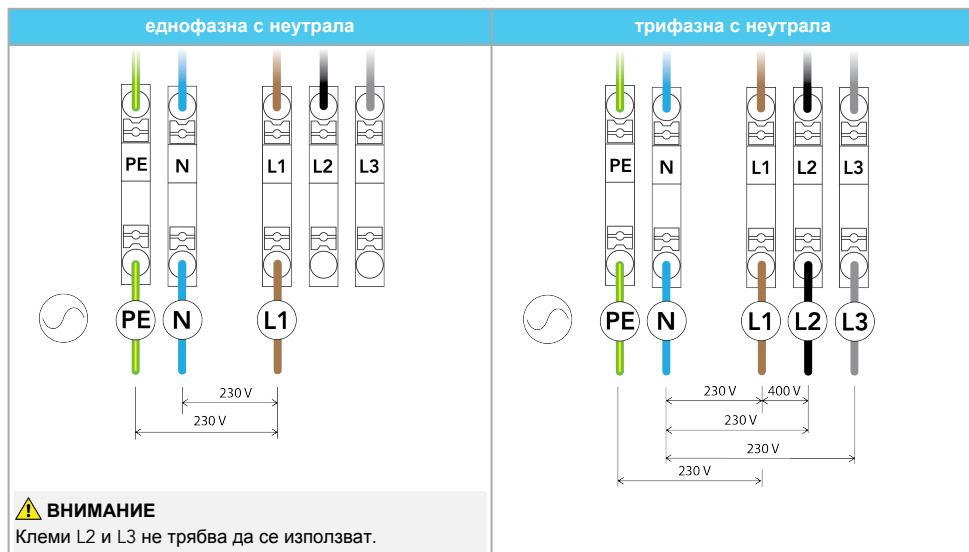 еднофазна с неутрала
PE N L1 L2 L3
PE N L1
230 V
230 V
ВНИМАНИЕ
Клеми L2 и L3 не трябва да се използват.
трифазна с неутрала
PE N L1 L2 L3
PE N L1 L2 L3
230 V 400 V
230 V
230 V
230 V